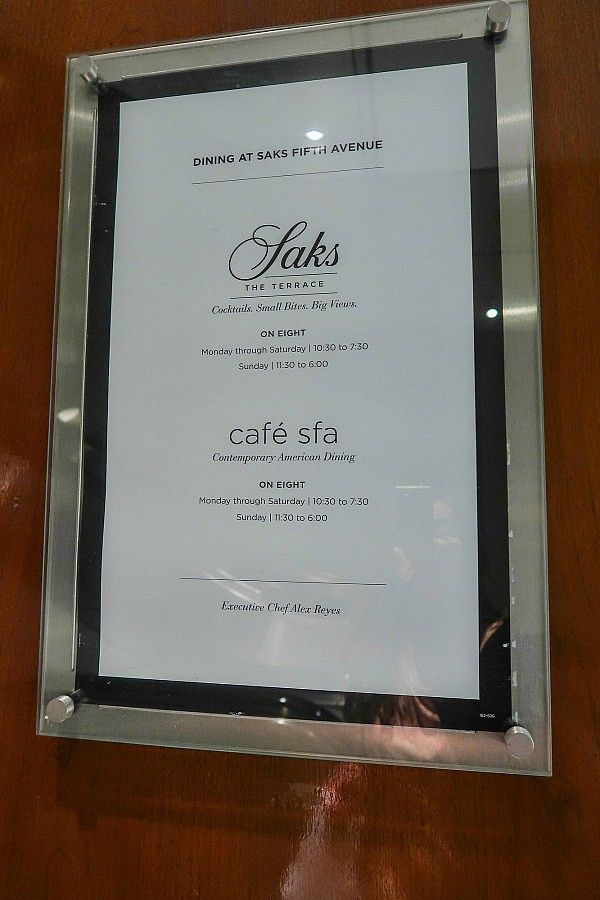 DINING AT SAKS FIFTH AVENUE
Saks
THE TERRACE
Cocktails. Small Bites. Big Views.
ON EIGHT
Monday through Saturday | 10:30 to 7:30
Sunday | 11:30 to 6:00
café sfa
Contemporary American Dining
ON EIGHT
Monday through Saturday | 10:30 to 7:30
Sunday | 11:30 to 6:00
Executive Chef Alex Reyes